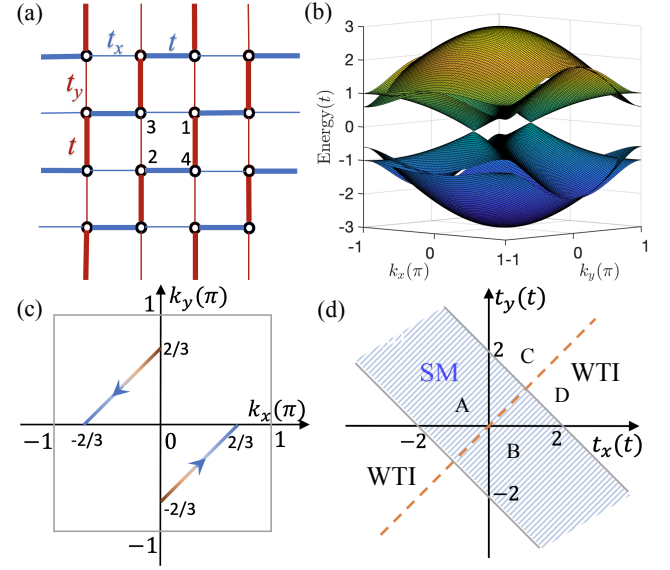 (a)
t_x
t
t_y
t
3
1
2
4
(b)
Energy(t)
3
2
1
0
-1
-2
-3
-1
0
1
-1
0
1
k_x(π)
k_y(π)
(c)
k_y(π)
1
2/3
k_x(π)
−1
-2/3
0
2/3
1
-2/3
−1
(d)
t_y(t)
2
C
SM
WTI
A
D
−2
2
t_x(t)
B
WTI
−2